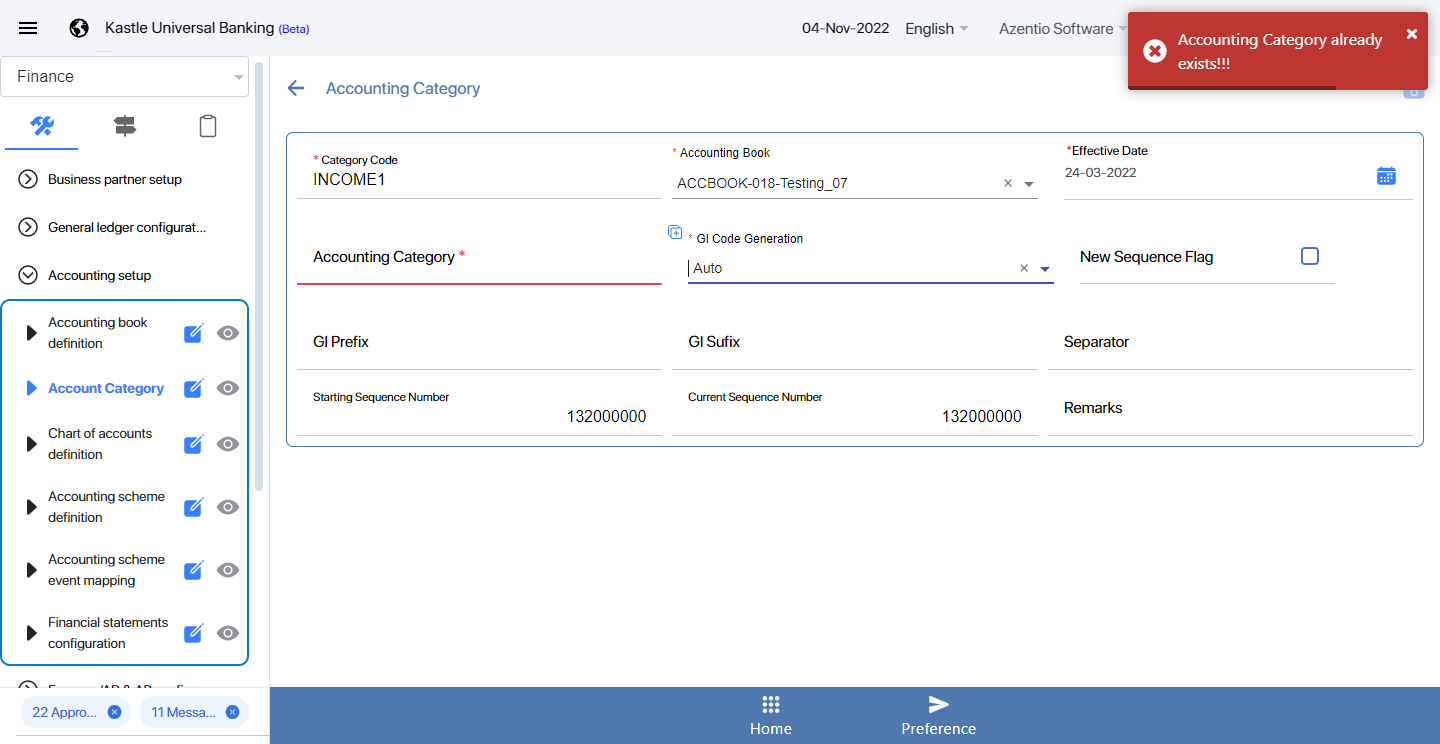 Kastle Universal Banking (Beta)
04-Nov-2022
English
Azentio Software
Accounting Category already
exists!!!
Finance
Business partner setup
General ledger configurat...
Accounting setup
Accounting book
definition
Account Category
Chart of accounts
definition
Accounting scheme
definition
Accounting scheme
event mapping
Financial statements
configuration
22 Appro...
11 Messa...
Accounting Category
* Category Code
INCOME1
* Accounting Book
ACCBOOK-018-Testing_07
*Effective Date
24-03-2022
Accounting Category *
* GI Code Generation
Auto
New Sequence Flag
GI Prefix
GI Sufix
Separator
Starting Sequence Number
132000000
Current Sequence Number
132000000
Remarks
Home
Preference